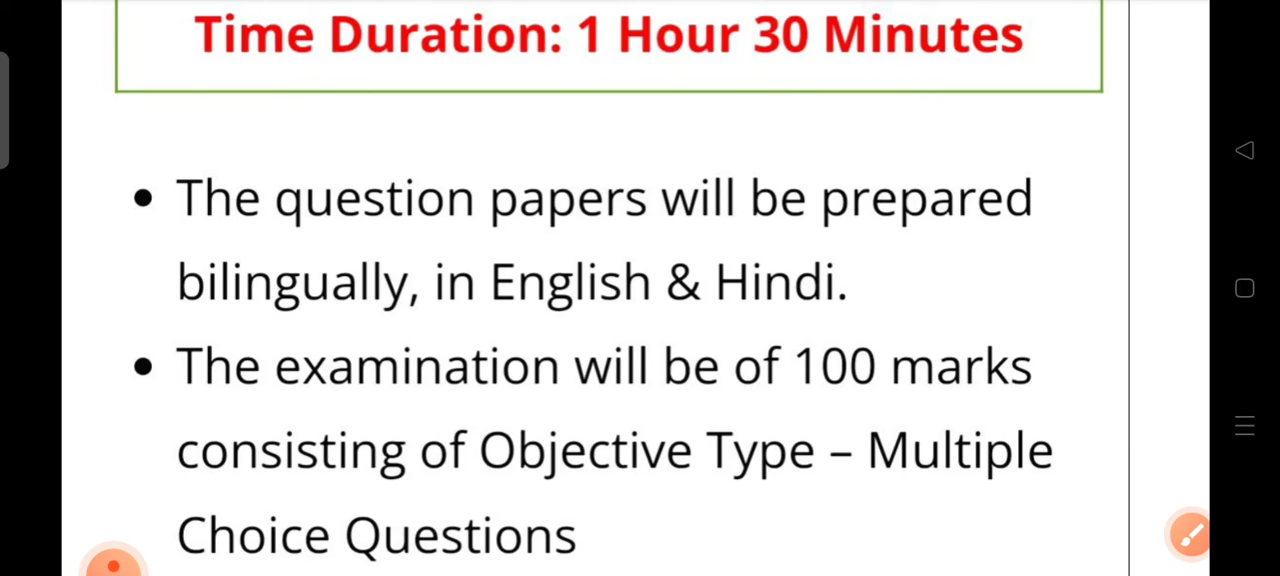 Time Duration: 1 Hour 30 Minutes
• The question papers will be prepared
bilingually, in English & Hindi.
• The examination will be of 100 marks
consisting of Objective Type – Multiple
Choice Questions